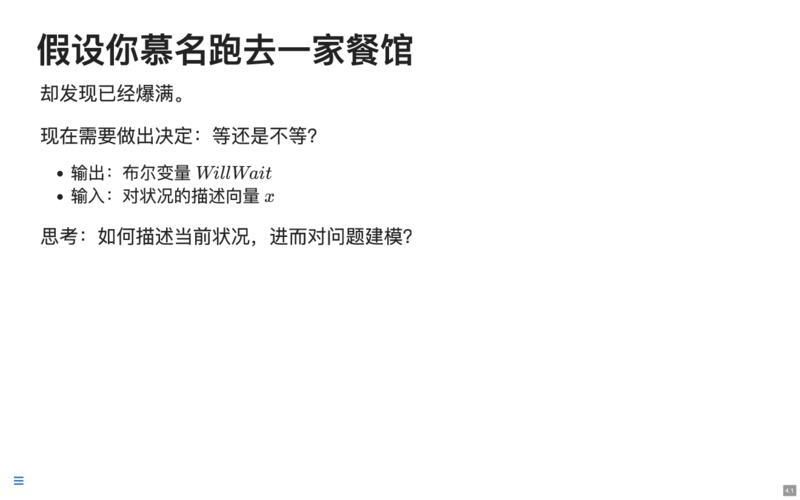 假设你慕名跑去一家餐馆
却发现已经爆满。
现在需要做出决定：等还是不等？
• 输出：布尔变量 WillWait
• 输入：对状况的描述向量 x
思考：如何描述当前状况，进而对问题建模？
4.1